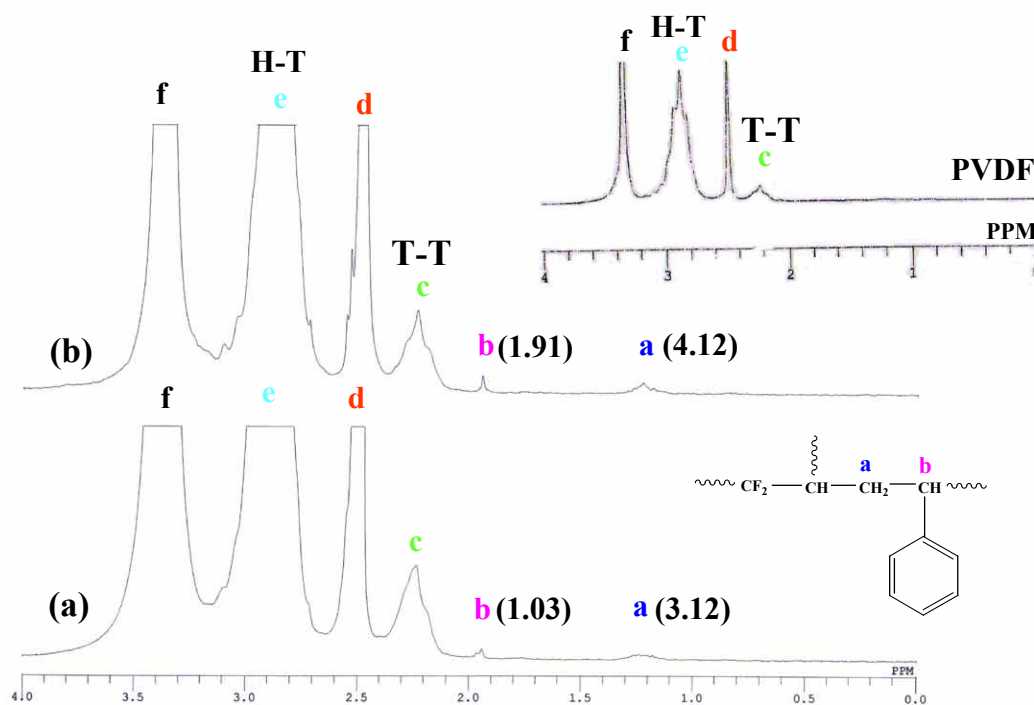 f H-T e d
T-T
c
PVDF
PPM
4 3 2 1
f H-T e d
T-T
c
(b)
b (1.91) a (4.12)
f e d
c
(a)
b (1.03) a (3.12)
a b
CF2 CH CH2 CH
PPM
4.0 3.5 3.0 2.5 2.0 1.5 1.0 0.5 0.0